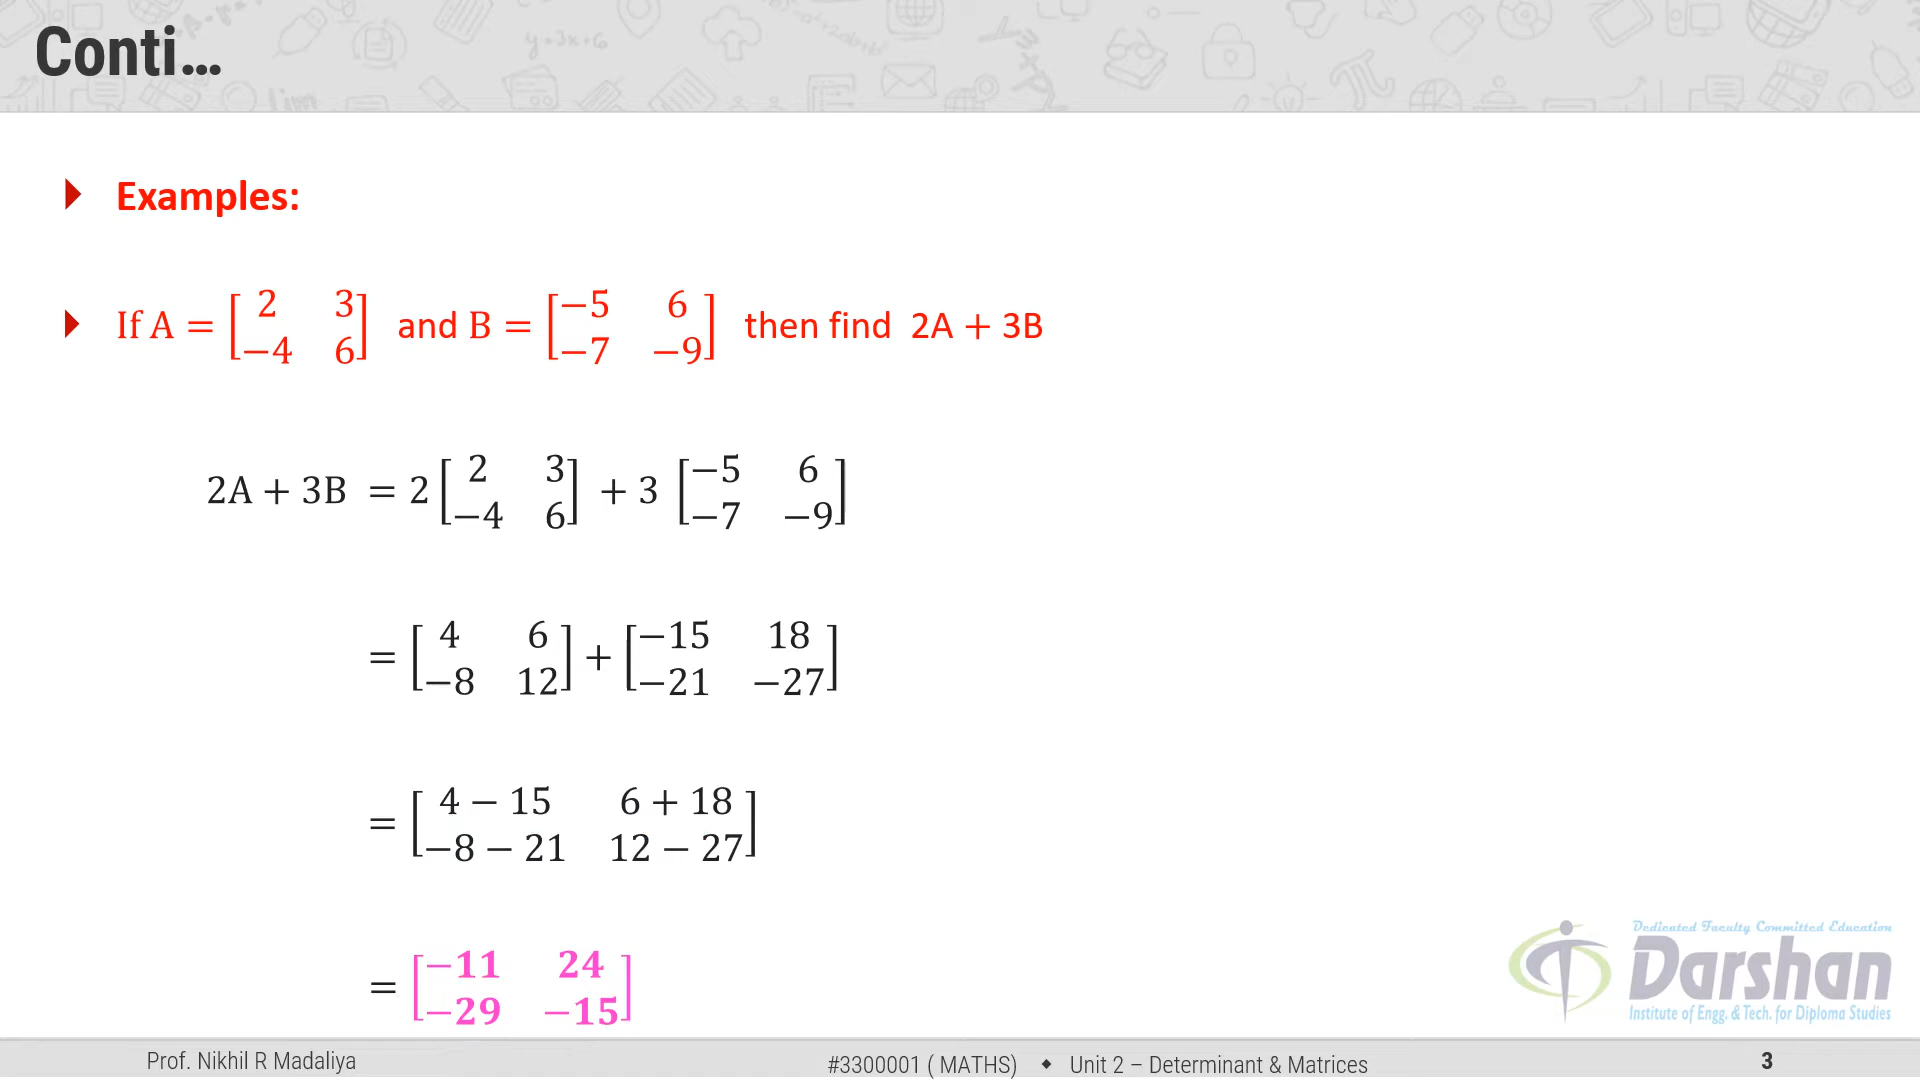 Conti…
y=3x+6
Examples:
If A = [2 3; −4 6] and B = [−5 6; −7 −9] then find 2A + 3B
2A + 3B = 2 [2 3; −4 6] + 3 [−5 6; −7 −9]
= [4 6; −8 12] + [−15 18; −21 −27]
= [4 − 15 6 + 18; −8 − 21 12 − 27]
= [−11 24; −29 −15]
Dedicated Faculty Committed Education
Darshan
Institute of Engg. & Tech. for Diploma Studies
Prof. Nikhil R Madaliya
#3300001 ( MATHS) ◆ Unit 2 – Determinant & Matrices
3